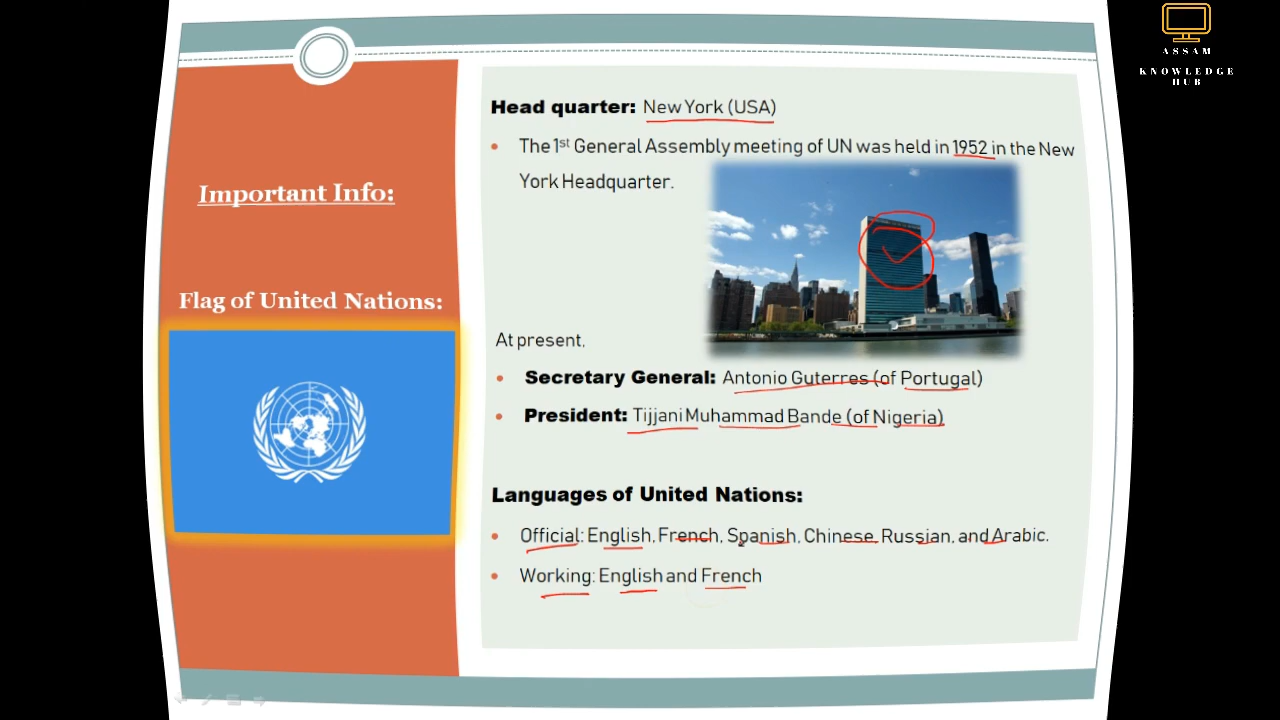 ASSAM
KNOWLEDGE
HUB
Important Info:
Flag of United Nations:
Head quarter: New York (USA)
• The 1st General Assembly meeting of UN was held in 1952 in the New
York Headquarter.
At present,
• Secretary General: Antonio Guterres (of Portugal)
• President: Tijjani Muhammad Bande (of Nigeria)
Languages of United Nations:
• Official: English, French, Spanish, Chinese Russian, and Arabic.
• Working: English and French